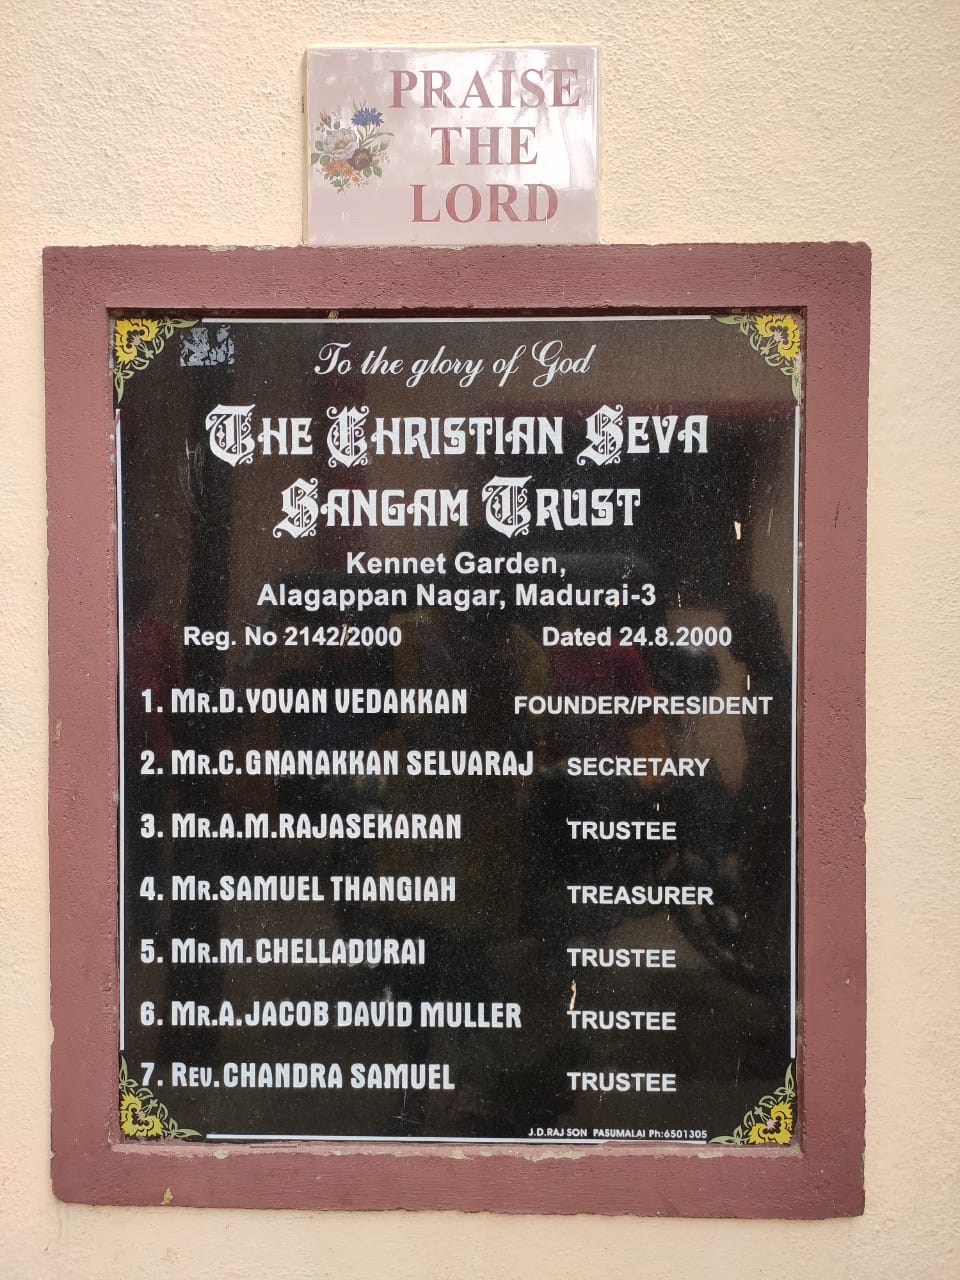 PRAISE
THE
LORD
To the glory of God
THE CHRISTIAN SEVA
SANGAM TRUST
Kennet Garden,
Alagappan Nagar, Madurai-3
Reg. No 2142/2000 Dated 24.8.2000
1. MR.D.YOVAN VEDAKKAN FOUNDER/PRESIDENT
2. MR.C.GNANAKKAN SELVARAJ SECRETARY
3. MR.A.M.RAJASEKARAN TRUSTEE
4. MR.SAMUEL THANGIAH TREASURER
5. MR.M.CHELLADURAI TRUSTEE
6. MR.A.JACOB DAVID MULLER TRUSTEE
7. REV.CHANDRA SAMUEL TRUSTEE
J.D.RAJ SON PASUMALAI Ph:6501305